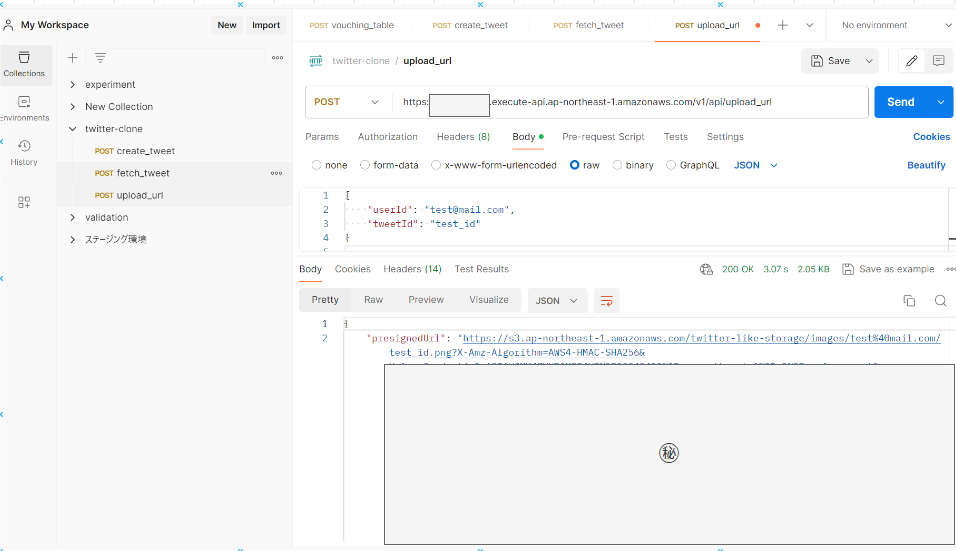 My Workspace
New
Import
POST vouching_table
POST create_tweet
POST fetch_tweet
POST upload_url
No environment
Collections
Environments
History
experiment
New Collection
twitter-clone
POST create_tweet
POST fetch_tweet
POST upload_url
validation
ステージング環境
HTTP twitter-clone / upload_url
Save
POST
https:
.execute-api.ap-northeast-1.amazonaws.com/v1/api/upload_url
Send
Params Authorization Headers (8) Body Pre-request Script Tests Settings Cookies
none form-data x-www-form-urlencoded raw binary GraphQL JSON Beautify
1 {
2 "userId": "test@mail.com",
3 "tweetId": "test_id"
4 }
Body Cookies Headers (14) Test Results 200 OK 3.07 s 2.05 KB Save as example
Pretty Raw Preview Visualize JSON
1 {
2 "presignedUrl": "https://s3.ap-northeast-1.amazonaws.com/twitter-like-storage/images/test%40mail.com/
test_id.png?X-Amz-Algorithm=AWS4-HMAC-SHA256&
㊙